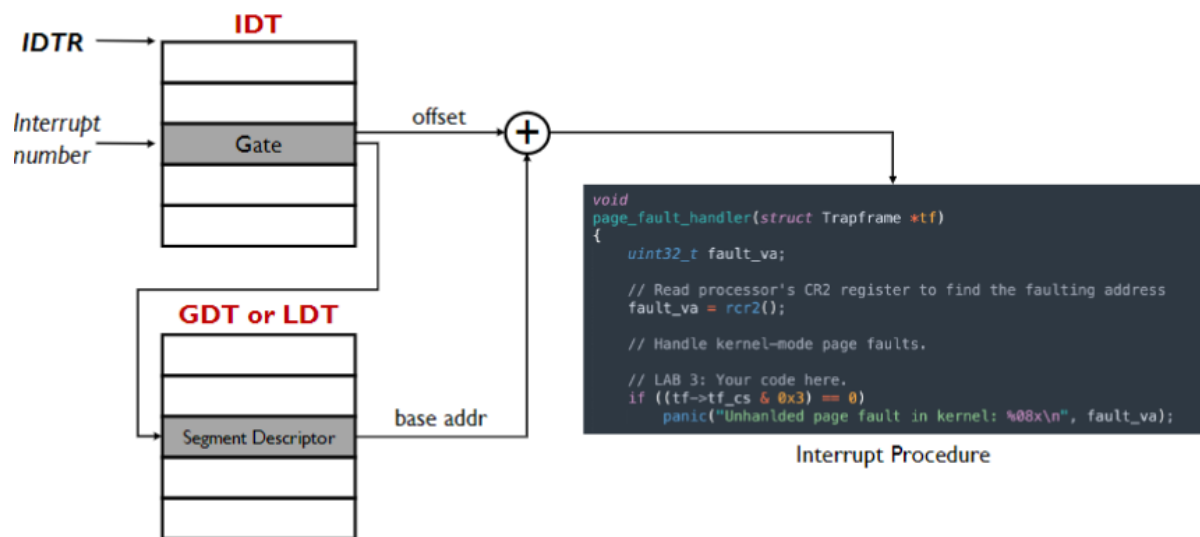 IDT
IDTR
Interrupt
number
Gate
offset
+
GDT or LDT
Segment Descriptor
base addr
void
page_fault_handler(struct Trapframe *tf)
{
    uint32_t fault_va;
    // Read processor's CR2 register to find the faulting address
    fault_va = rcr2();
    // Handle kernel-mode page faults.
    // LAB 3: Your code here.
    if ((tf->tf_cs & 0x3) == 0)
        panic("Unhanlded page fault in kernel: %08x\n", fault_va);
Interrupt Procedure